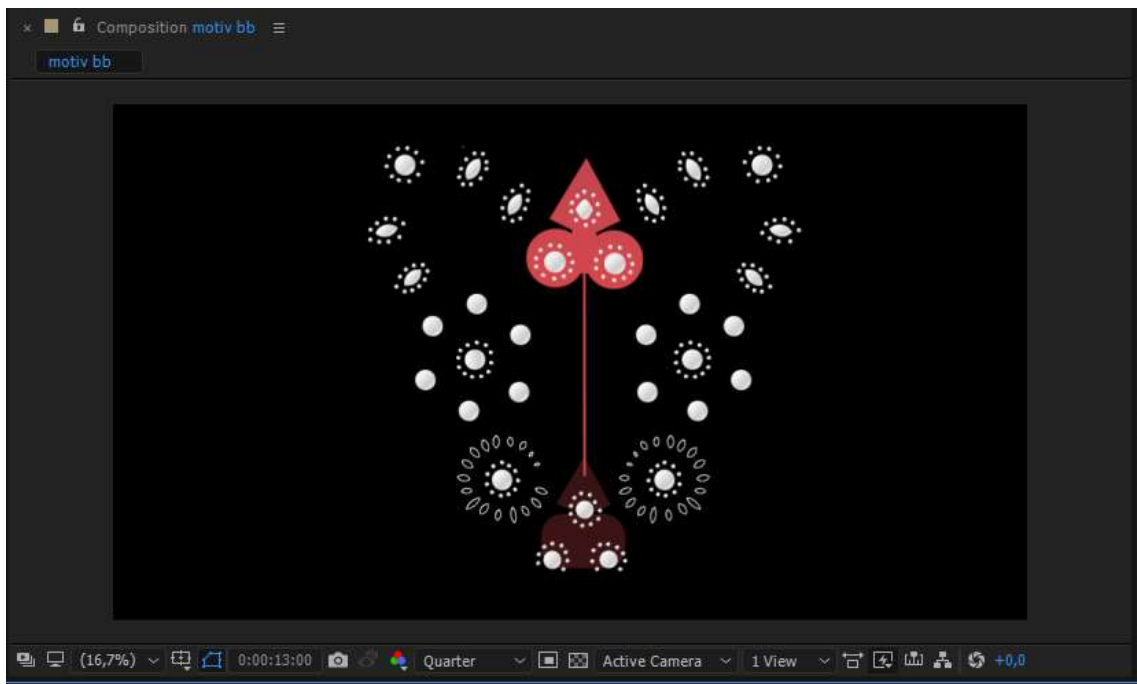 Composition motiv bb
motiv bb
(16,7%) 0:00:13:00 Quarter Active Camera 1 View +0,0